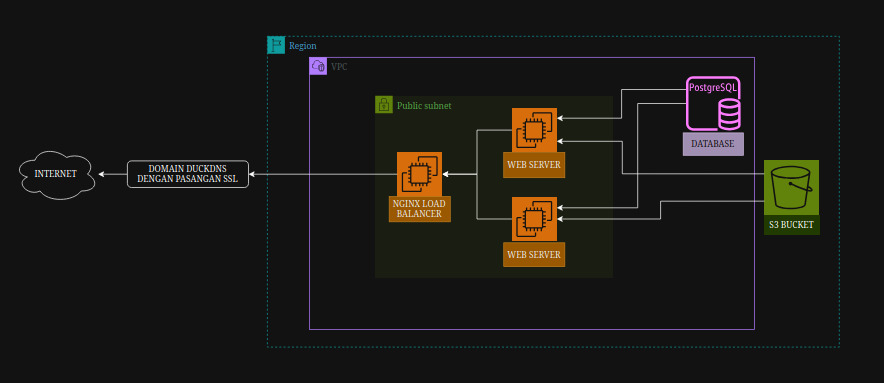 Region
VPC
Public subnet
PostgreSQL
DATABASE
WEB SERVER
INTERNET
DOMAIN DUCKDNS
DENGAN PASANGAN SSL
NGINX LOAD
BALANCER
S3 BUCKET
WEB SERVER